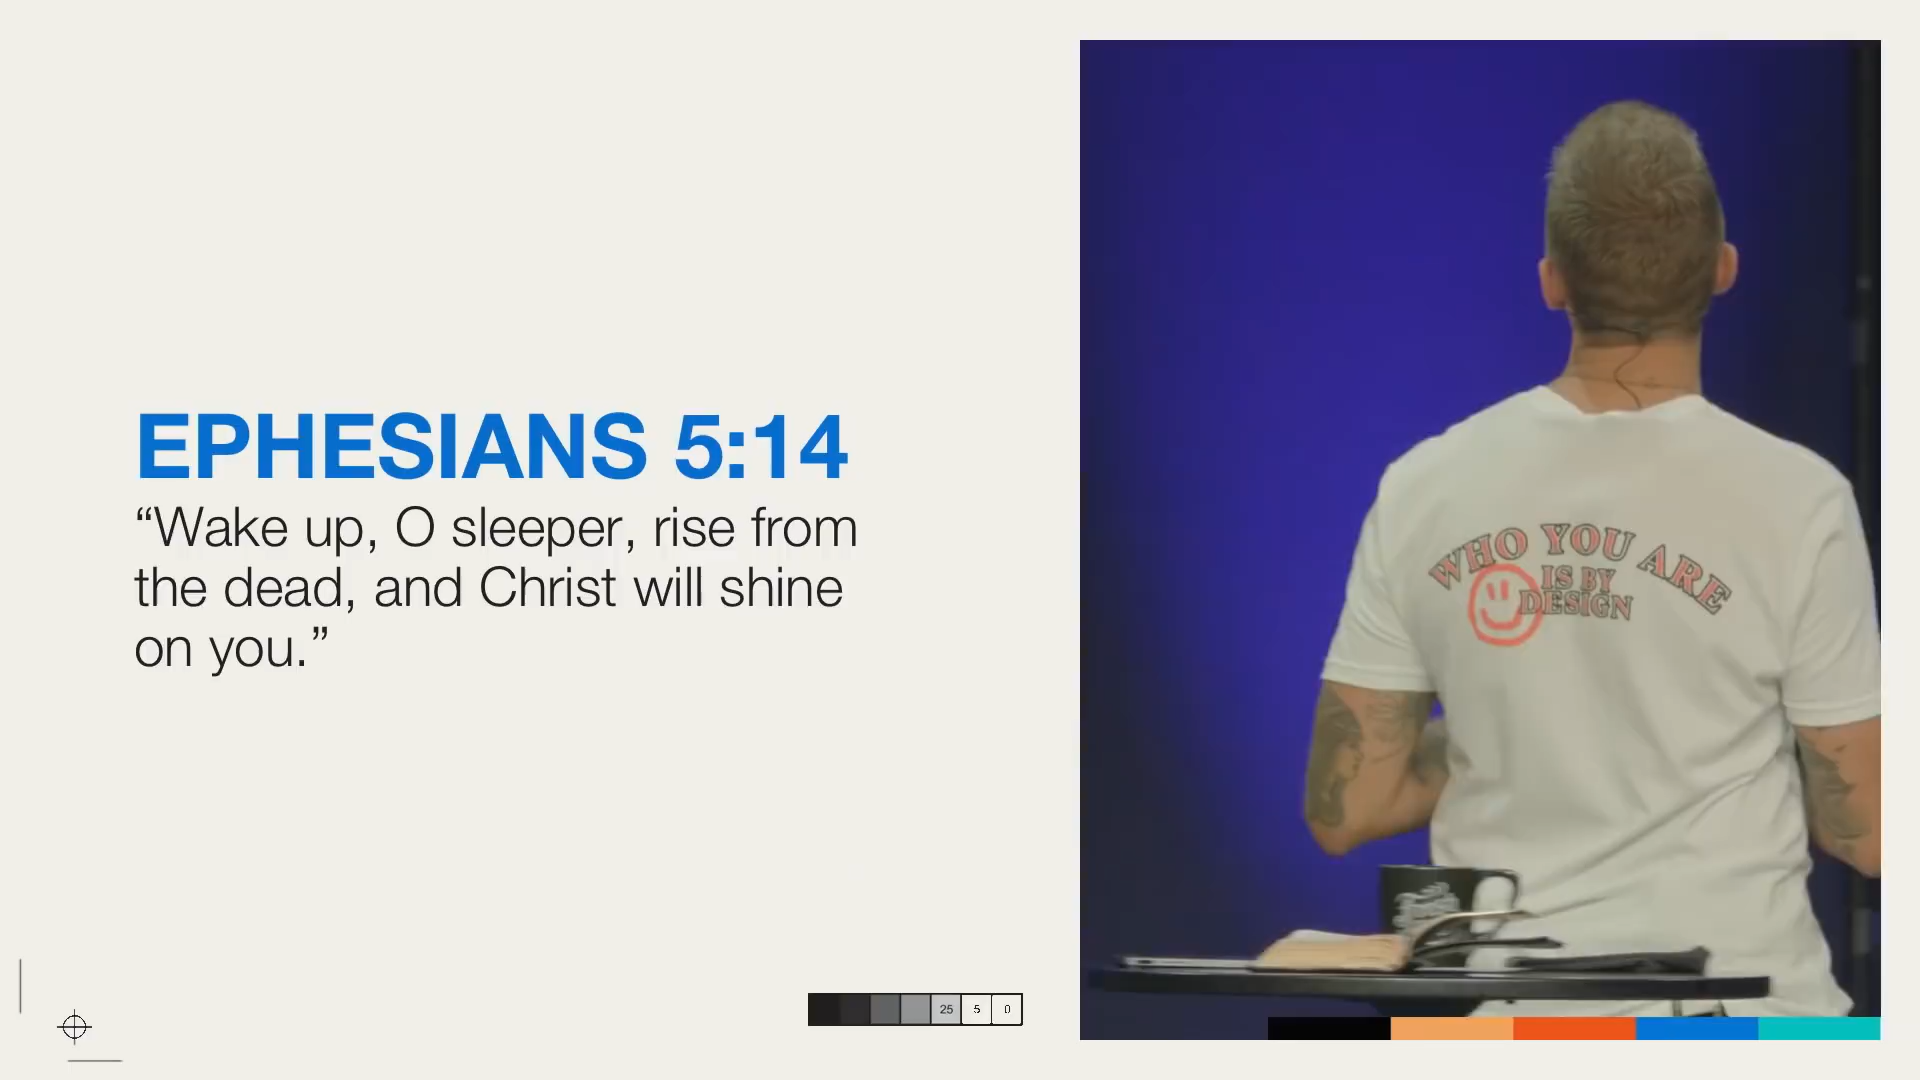 EPHESIANS 5:14
“Wake up, O sleeper, rise from
the dead, and Christ will shine
on you.”
WHO YOU ARE
IS BY
DESIGN
25 5 0